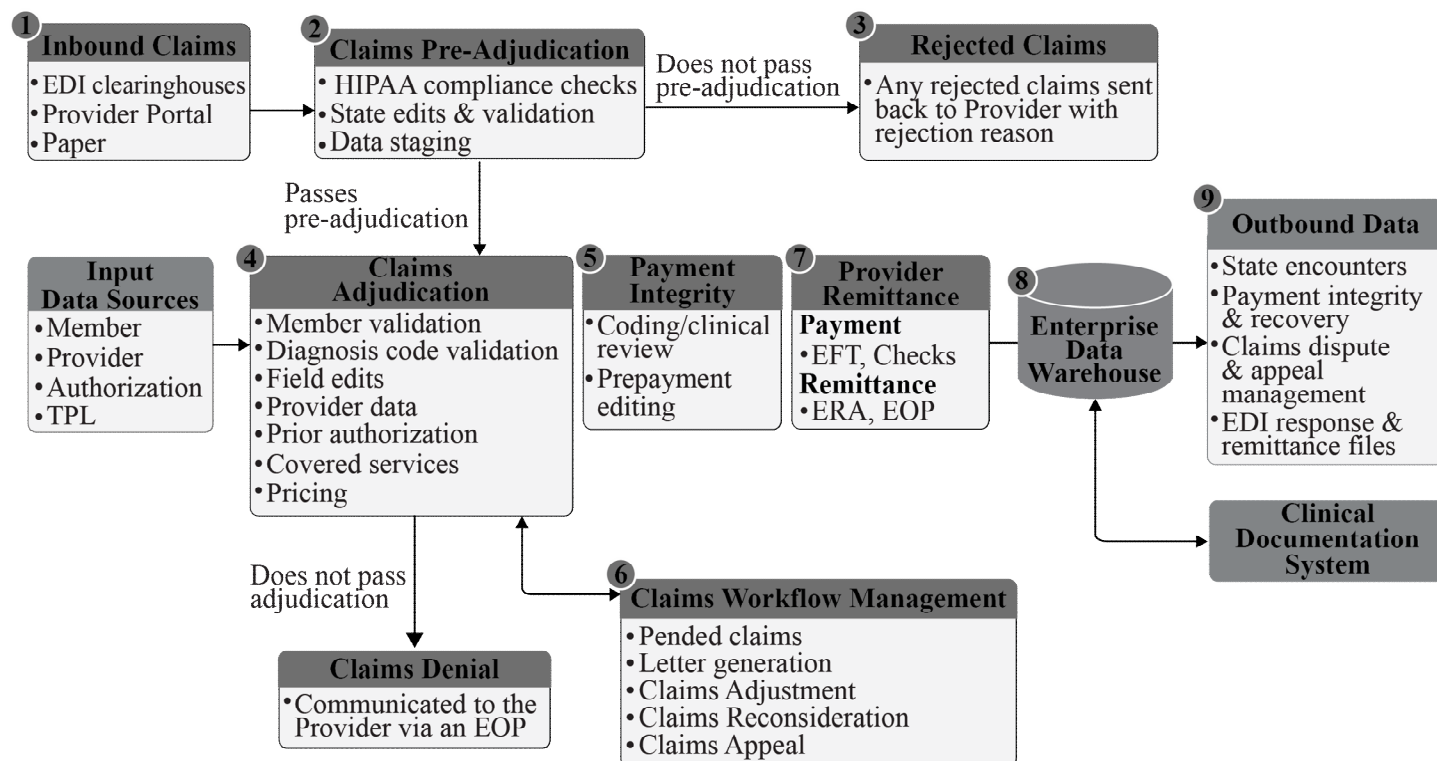 1
Inbound Claims
• EDI clearinghouses
• Provider Portal
• Paper
2
Claims Pre-Adjudication
• HIPAA compliance checks
• State edits & validation
• Data staging
Does not pass
pre-adjudication
3
Rejected Claims
• Any rejected claims sent
back to Provider with
rejection reason
Passes
pre-adjudication
Input
Data Sources
• Member
• Provider
• Authorization
• TPL
4
Claims
Adjudication
• Member validation
• Diagnosis code validation
• Field edits
• Provider data
• Prior authorization
• Covered services
• Pricing
5
Payment
Integrity
• Coding/clinical
review
• Prepayment
editing
7
Provider
Remittance
Payment
• EFT, Checks
Remittance
• ERA, EOP
8
Enterprise
Data
Warehouse
9
Outbound Data
• State encounters
• Payment integrity
& recovery
• Claims dispute
& appeal
management
• EDI response &
remittance files
Clinical
Documentation
System
Does not pass
adjudication
Claims Denial
• Communicated to the
Provider via an EOP
6
Claims Workflow Management
• Pended claims
• Letter generation
• Claims Adjustment
• Claims Reconsideration
• Claims Appeal